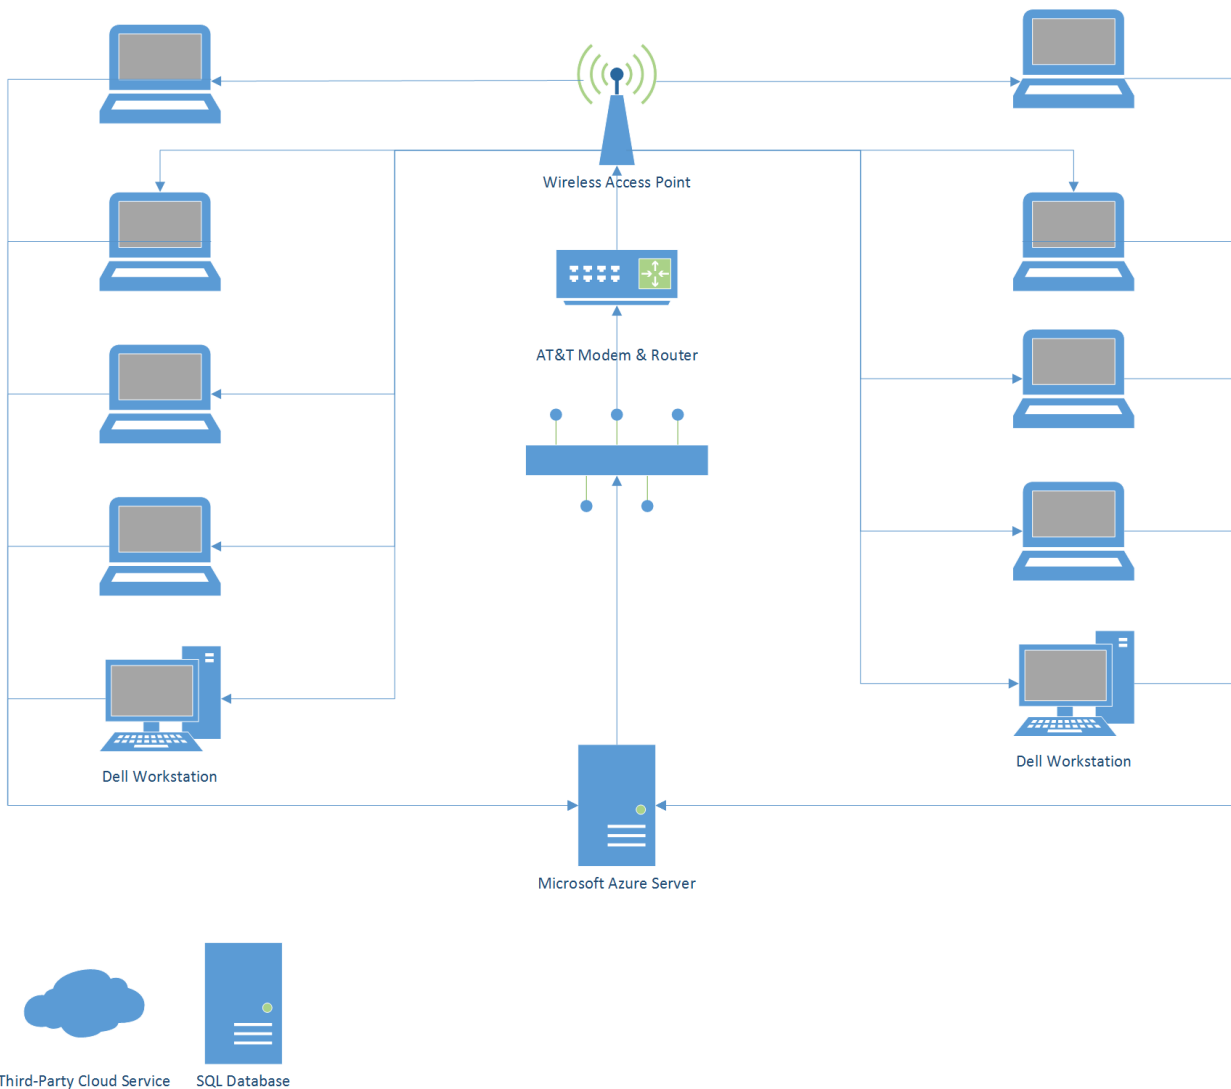 Wireless Access Point
AT&T Modem & Router
Dell Workstation
Dell Workstation
Microsoft Azure Server
Third-Party Cloud Service
SQL Database